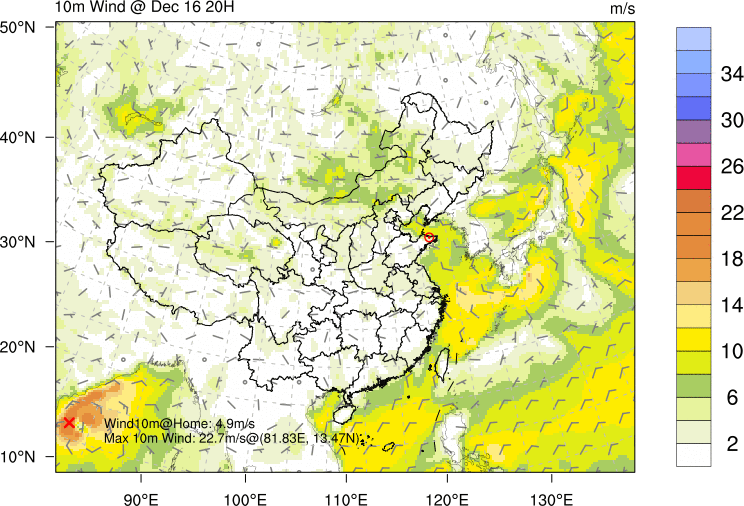 10m Wind @ Dec 16 20H
m/s
50°N
40°N
30°N
20°N
10°N
90°E
100°E
110°E
120°E
130°E
34
30
26
22
18
14
10
6
2
Wind10m@Home: 4.9m/s
Max 10m Wind: 22.7m/s@(81.83E, 13.47N)